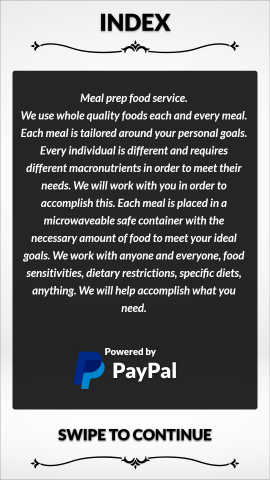 INDEX
Meal prep food service.
We use whole quality foods each and every meal.
Each meal is tailored around your personal goals.
Every individual is different and requires
different macronutrients in order to meet their
needs. We will work with you in order to
accomplish this. Each meal is placed in a
microwaveable safe container with the
necessary amount of food to meet your ideal
goals. We work with anyone and everyone, food
sensitivities, dietary restrictions, specific diets,
anything. We will help accomplish what you
need.
Powered by
PayPal
SWIPE TO CONTINUE